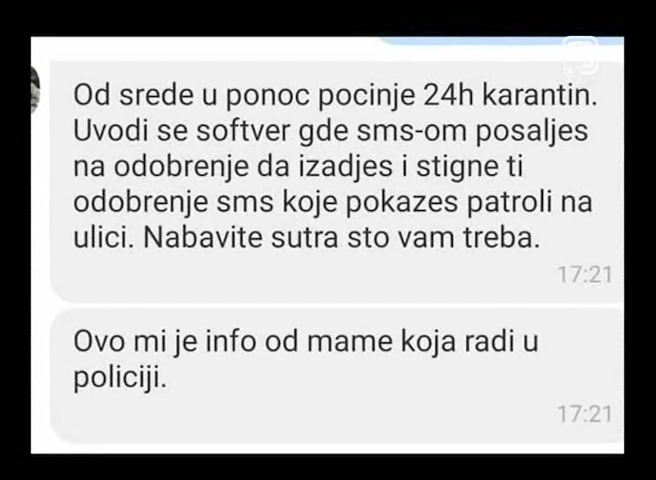 Od srede u ponoc pocinje 24h karantin.
Uvodi se softver gde sms-om posaljes
na odobrenje da izadjes i stigne ti
odobrenje sms koje pokazes patroli na
ulici. Nabavite sutra sto vam treba.
17:21
Ovo mi je info od mame koja radi u
policiji.
17:21